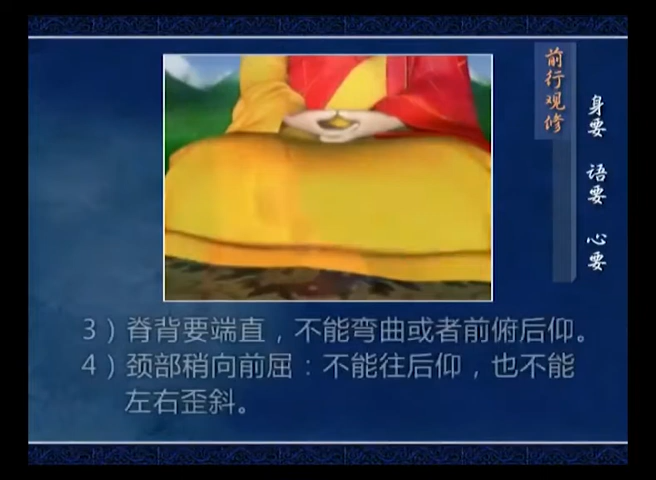 前行观修
身要 语要 心要
3）脊背要端直，不能弯曲或者前俯后仰。
4）颈部稍向前屈：不能往后仰，也不能
左右歪斜。